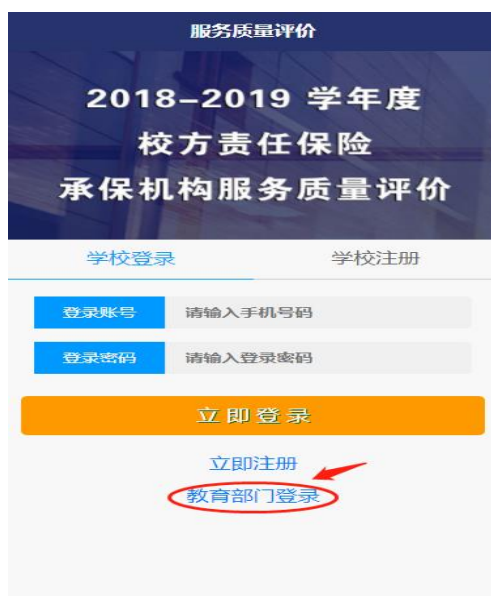 服务质量评价
2018–2019 学年度
校方责任保险
承保机构服务质量评价
学校登录 学校注册
登录账号 请输入手机号码
登录密码 请输入登录密码
立即登录
立即注册
教育部门登录